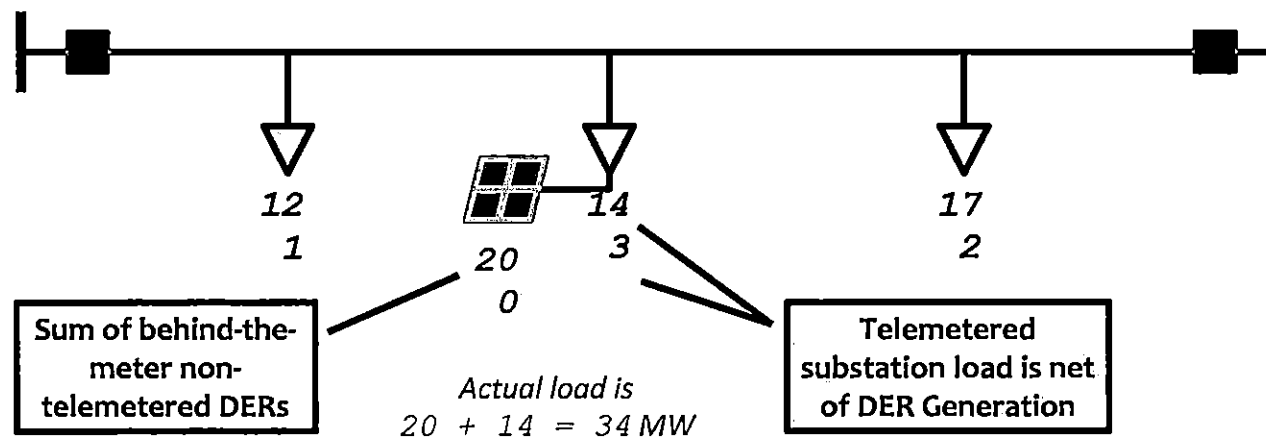 12
1
20
0
14
3
17
2
Sum of behind-the-
meter non-
telemetered DERs
Actual load is
20 + 14 = 34 MW
Telemetered
substation load is net
of DER Generation